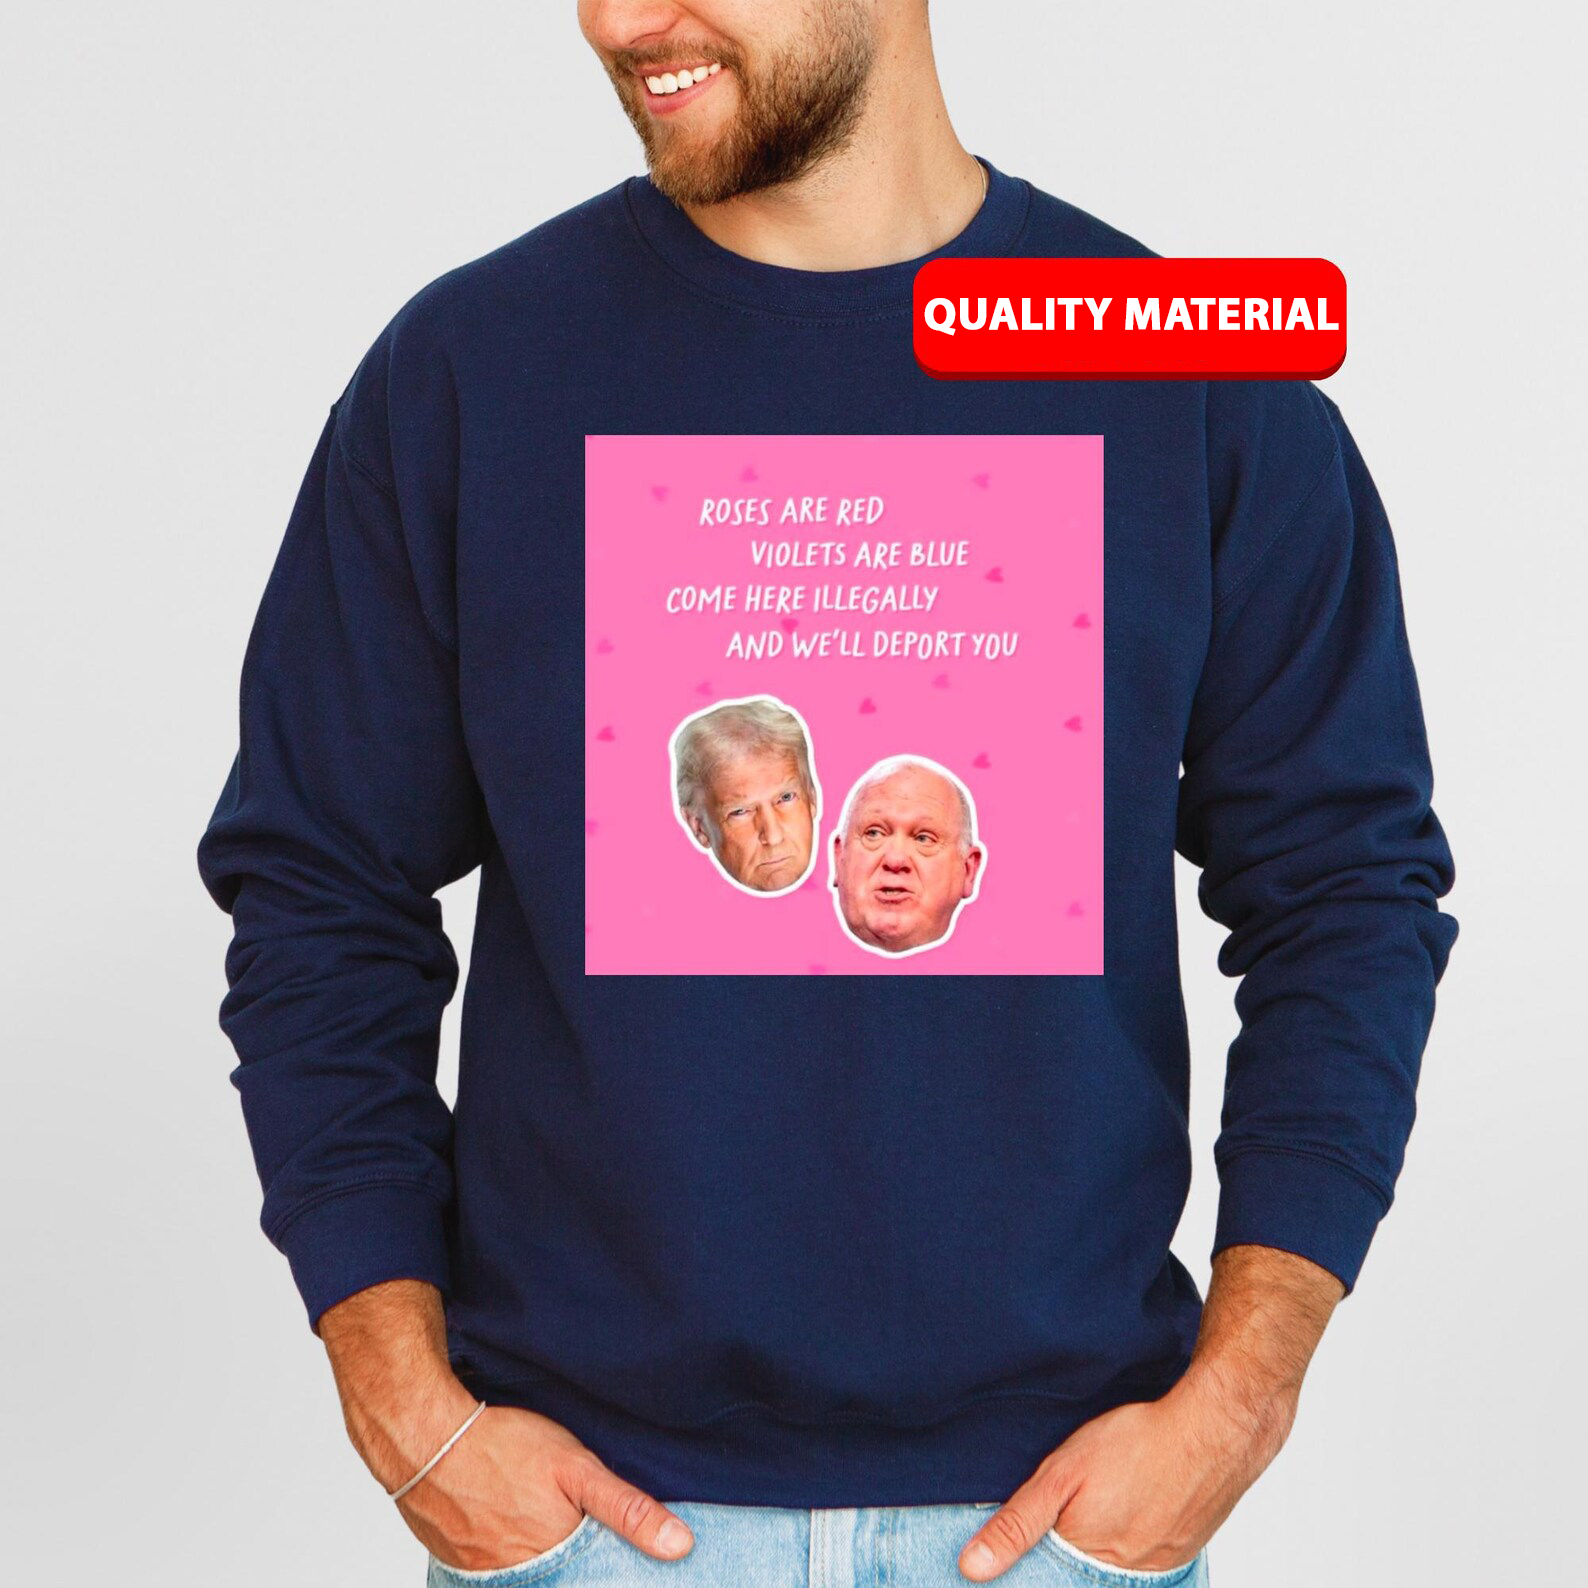 QUALITY MATERIAL
ROSES ARE RED
VIOLETS ARE BLUE
COME HERE ILLEGALLY
AND WE'LL DEPORT YOU